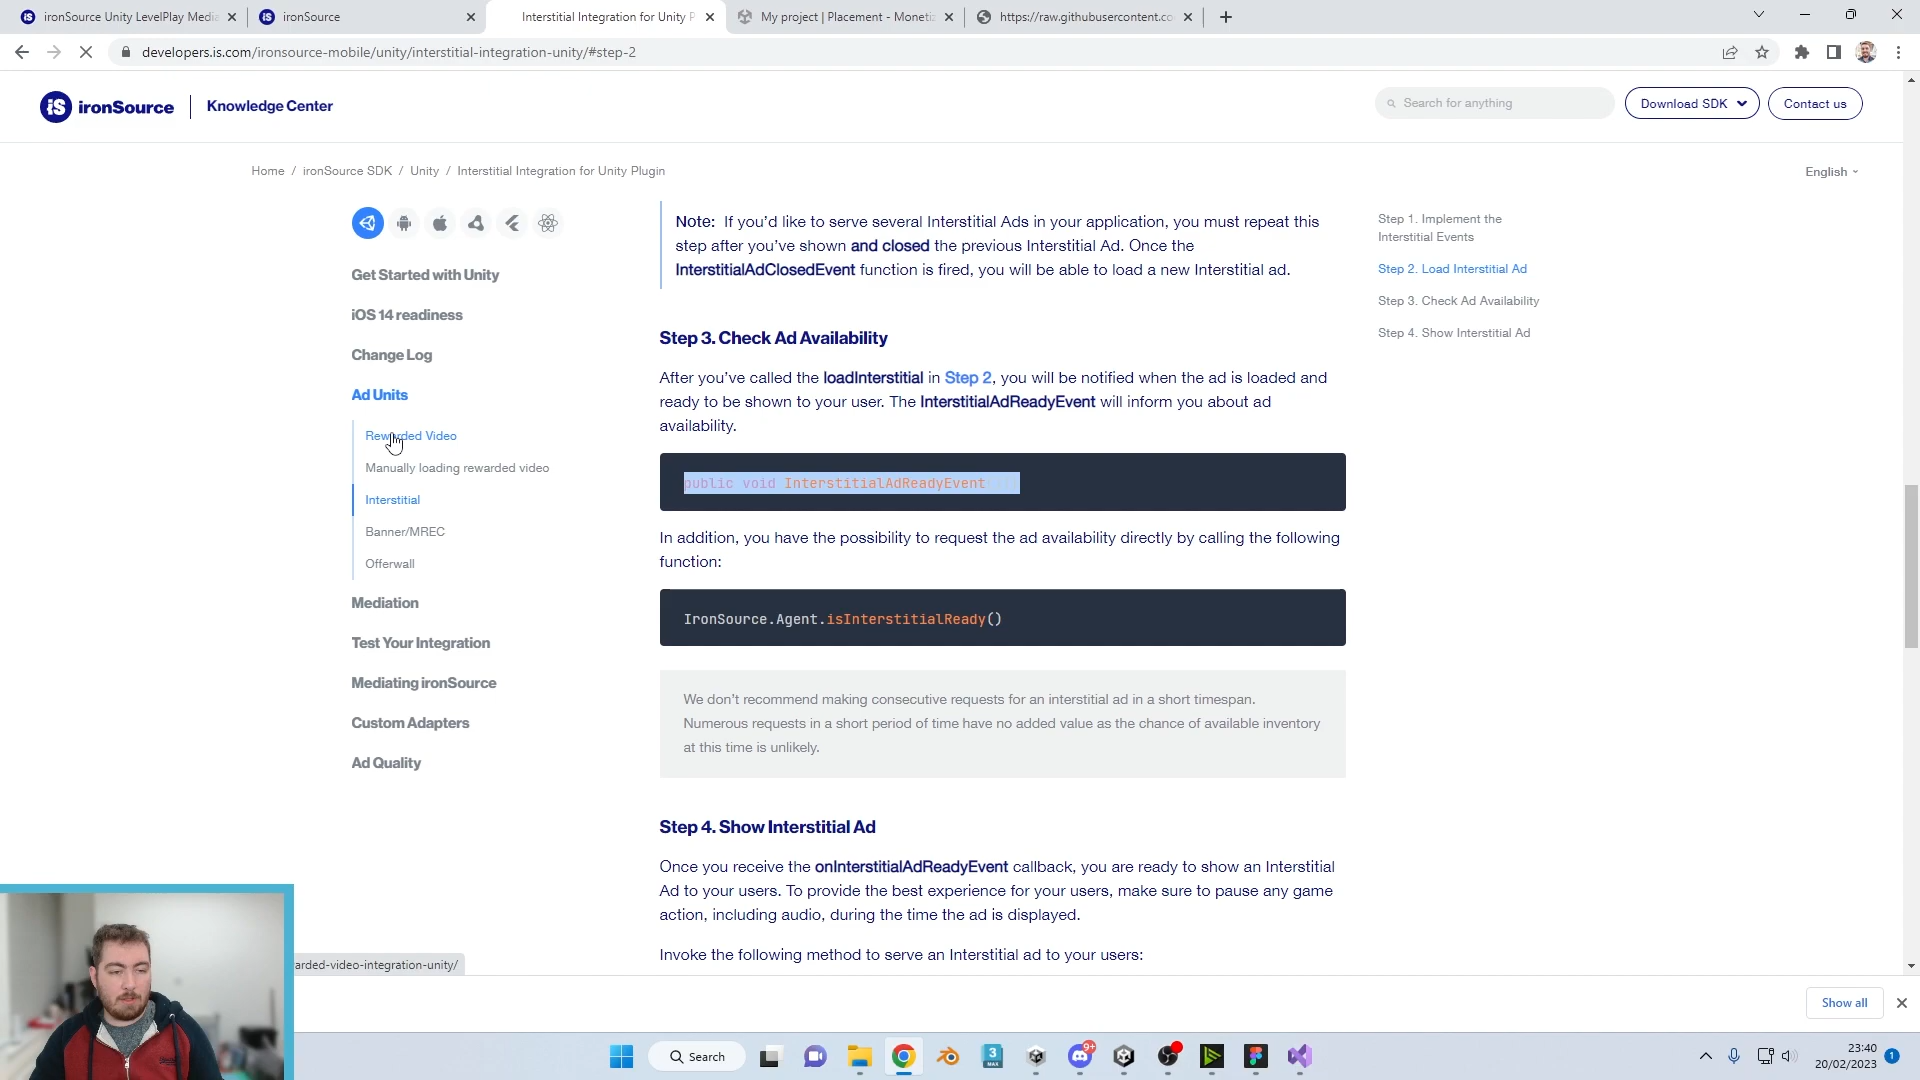 ironSource Unity LevelPlay Media
ironSource
Interstitial Integration for Unity P
My project | Placement - Monetiz
https://raw.githubusercontent.co
developers.is.com/ironsource-mobile/unity/interstitial-integration-unity/#step-2
ironSource
Knowledge Center
Search for anything
Download SDK
Contact us
Home / ironSource SDK / Unity / Interstitial Integration for Unity Plugin
English
Get Started with Unity
iOS 14 readiness
Change Log
Ad Units
Rewarded Video
Manually loading rewarded video
Interstitial
Banner/MREC
Offerwall
Mediation
Test Your Integration
Mediating ironSource
Custom Adapters
Ad Quality
Note: If you’d like to serve several Interstitial Ads in your application, you must repeat this
step after you’ve shown and closed the previous Interstitial Ad. Once the
InterstitialAdClosedEvent function is fired, you will be able to load a new Interstitial ad.
Step 3. Check Ad Availability
After you’ve called the loadInterstitial in Step 2, you will be notified when the ad is loaded and
ready to be shown to your user. The InterstitialAdReadyEvent will inform you about ad
availability.
public void InterstitialAdReadyEvent
In addition, you have the possibility to request the ad availability directly by calling the following
function:
IronSource.Agent.isInterstitialReady()
We don’t recommend making consecutive requests for an interstitial ad in a short timespan.
Numerous requests in a short period of time have no added value as the chance of available inventory
at this time is unlikely.
Step 4. Show Interstitial Ad
Once you receive the onInterstitialAdReadyEvent callback, you are ready to show an Interstitial
Ad to your users. To provide the best experience for your users, make sure to pause any game
action, including audio, during the time the ad is displayed.
Invoke the following method to serve an Interstitial ad to your users:
Step 1. Implement the
Interstitial Events
Step 2. Load Interstitial Ad
Step 3. Check Ad Availability
Step 4. Show Interstitial Ad
arded-video-integration-unity/
Show all
Search
3
MAX
9+
23:40
20/02/2023
1